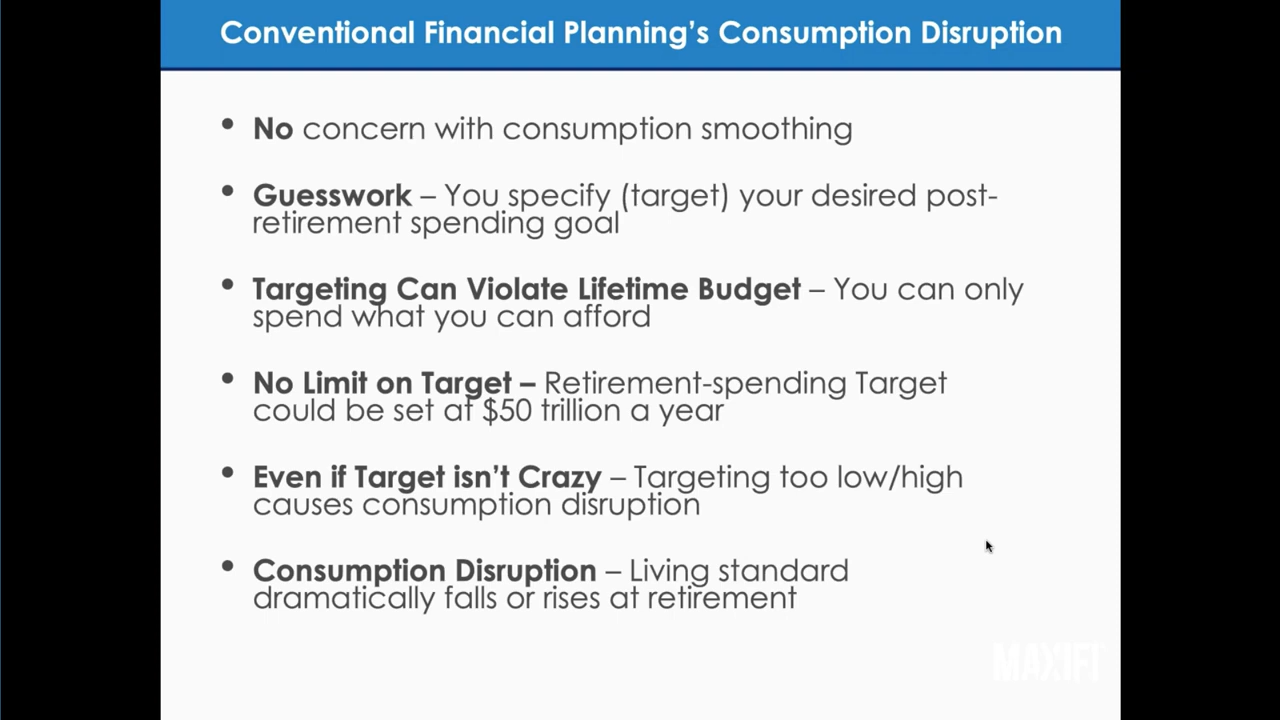 Conventional Financial Planning's Consumption Disruption
• No concern with consumption smoothing
• Guesswork – You specify (target) your desired post-
retirement spending goal
• Targeting Can Violate Lifetime Budget – You can only
spend what you can afford
• No Limit on Target – Retirement-spending Target
could be set at $50 trillion a year
• Even if Target isn't Crazy – Targeting too low/high
causes consumption disruption
• Consumption Disruption – Living standard
dramatically falls or rises at retirement
MAXIFI